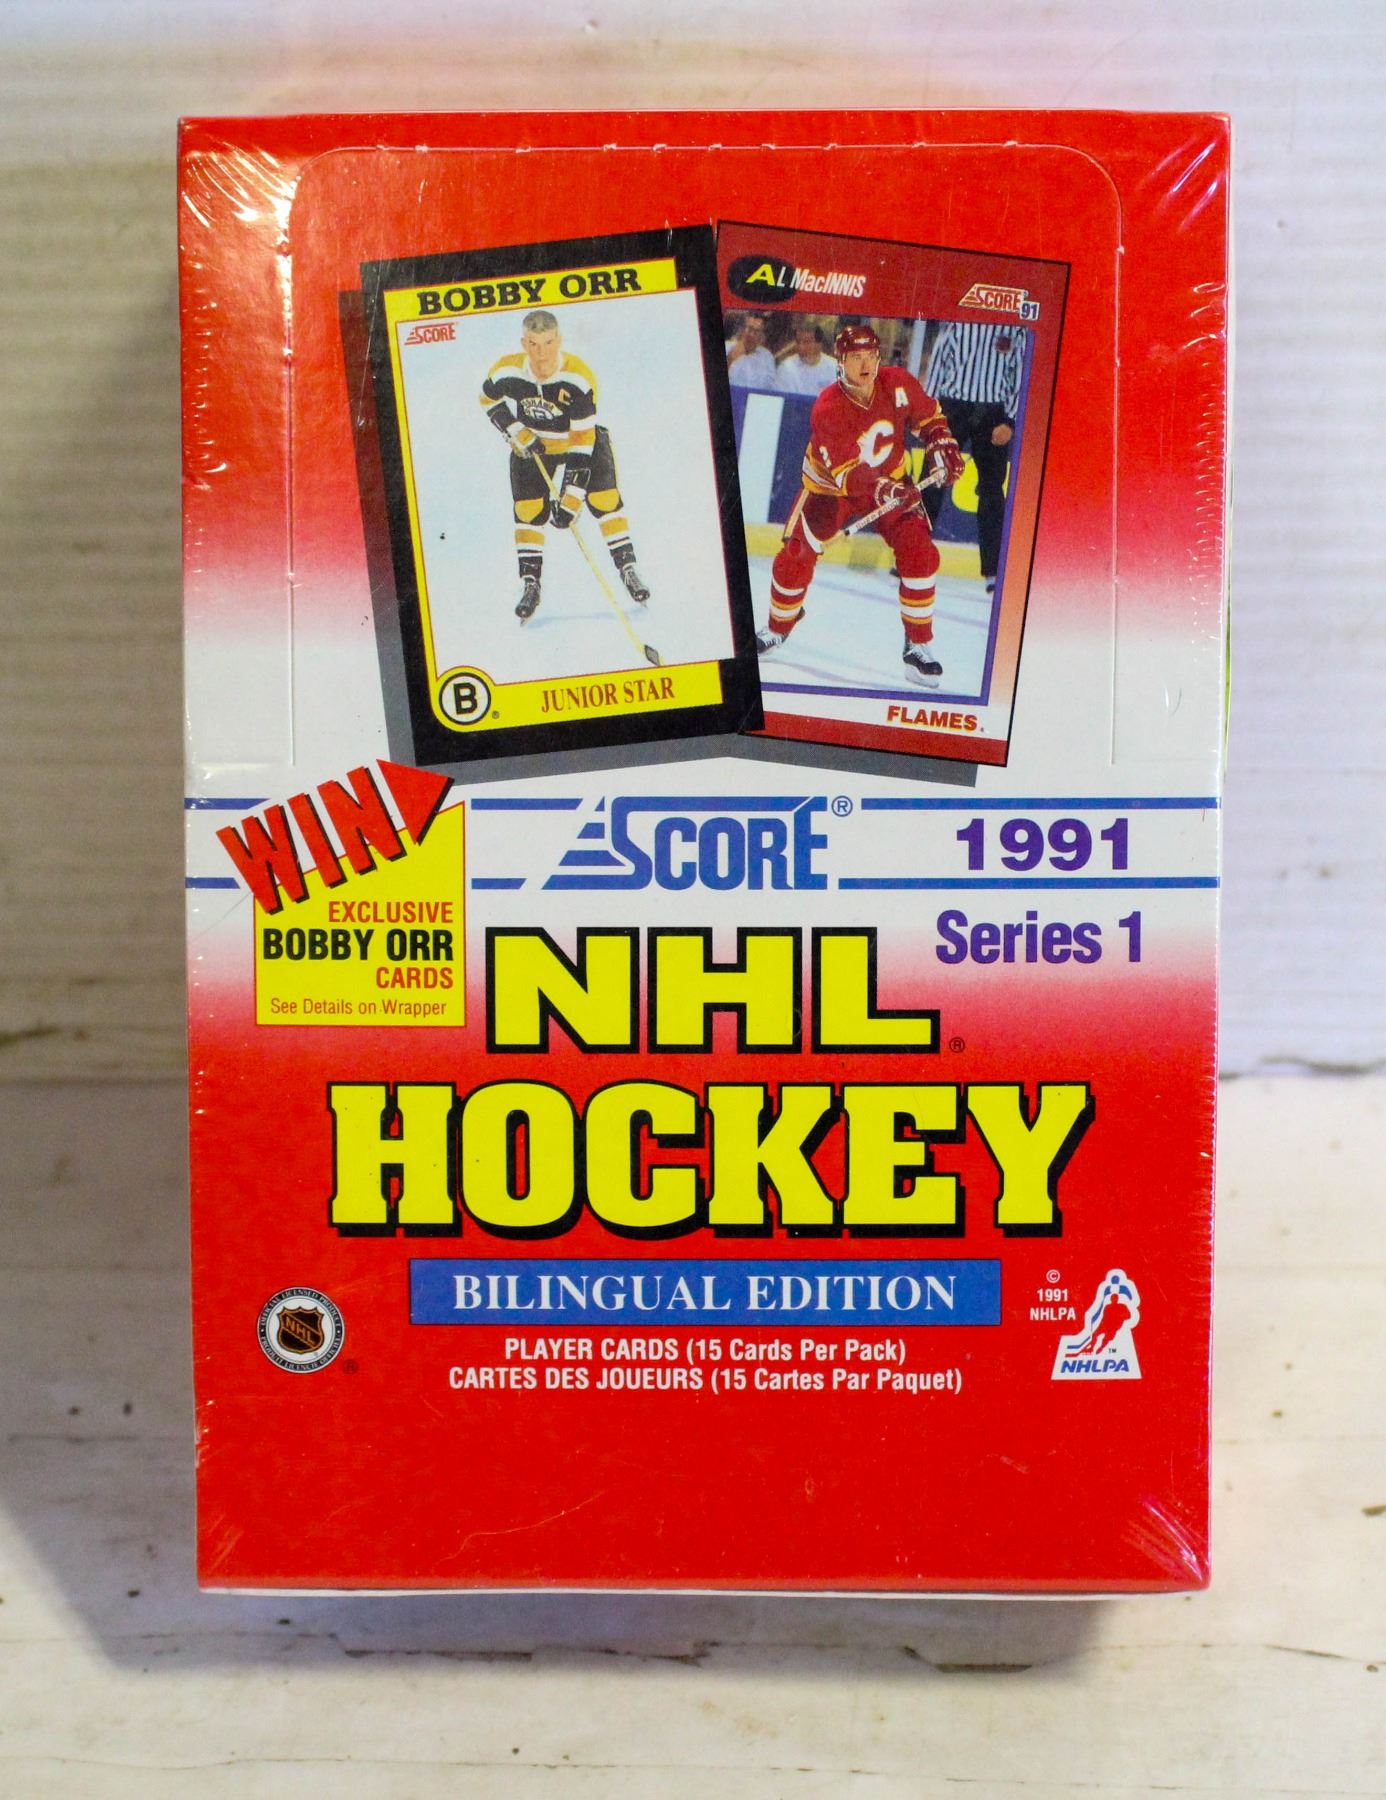 BOBBY ORR
SCORE
B
JUNIOR STAR
AL MacINNIS
SCORE 91
A
C
FLAMES
WIN
EXCLUSIVE
BOBBY ORR
CARDS
See Details on Wrapper
SCORE®
1991
Series 1
NHL®
HOCKEY
BILINGUAL EDITION
PLAYER CARDS (15 Cards Per Pack)
CARTES DES JOUEURS (15 Cartes Par Paquet)
NHL
©
1991
NHLPA
NHLPA